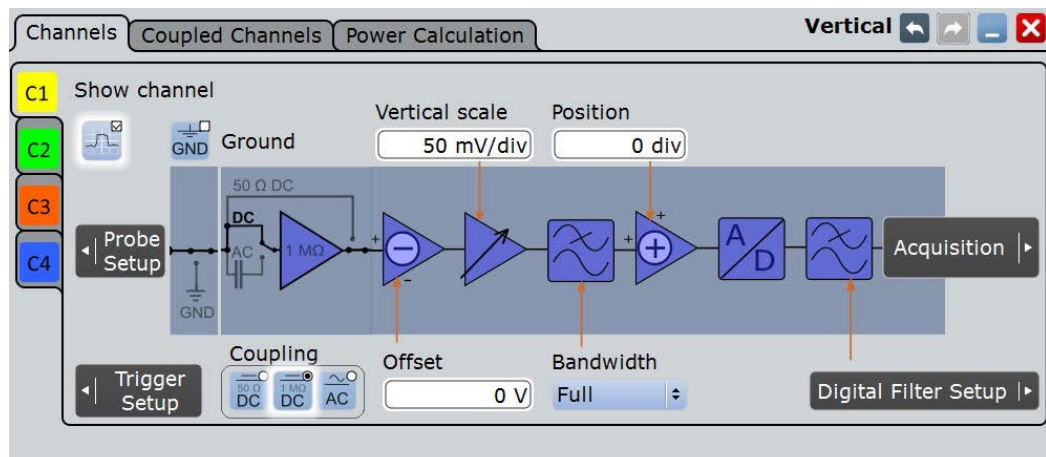 Channels Coupled Channels Power Calculation Vertical
C1
C2
C3
C4
Show channel
GND Ground
Vertical scale
50 mV/div
Position
0 div
50 Ω DC
DC
AC
1 MΩ
GND
Probe
Setup
+
−
+
+
A
D
Acquisition
Trigger
Setup
Coupling
50 Ω
DC
1 MΩ
DC
AC
Offset
0 V
Bandwidth
Full
Digital Filter Setup